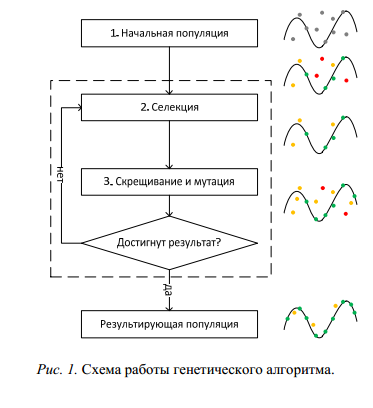 1. Начальная популяция
2. Селекция
3. Скрещивание и мутация
нет
Достигнут результат?
да
Результирующая популяция
Рис. 1. Схема работы генетического алгоритма.